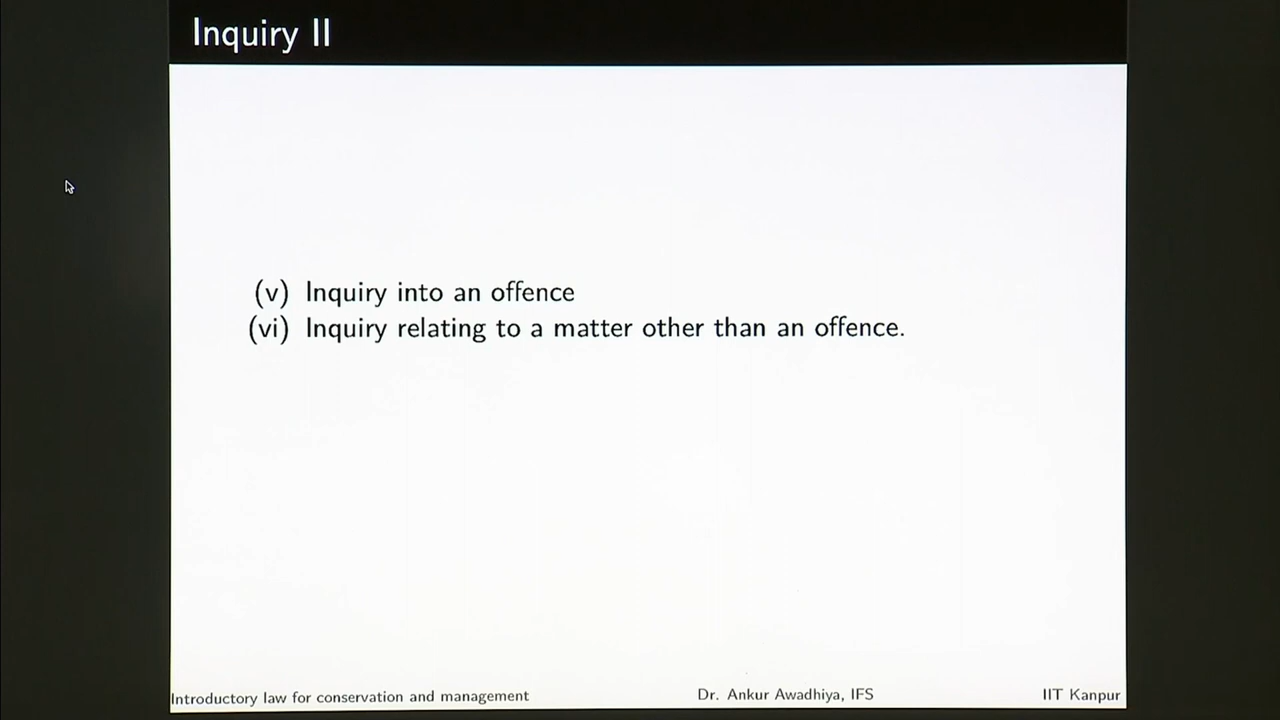 Inquiry II
(v) Inquiry into an offence
(vi) Inquiry relating to a matter other than an offence.
Introductory law for conservation and management Dr. Ankur Awadhiya, IFS IIT Kanpur